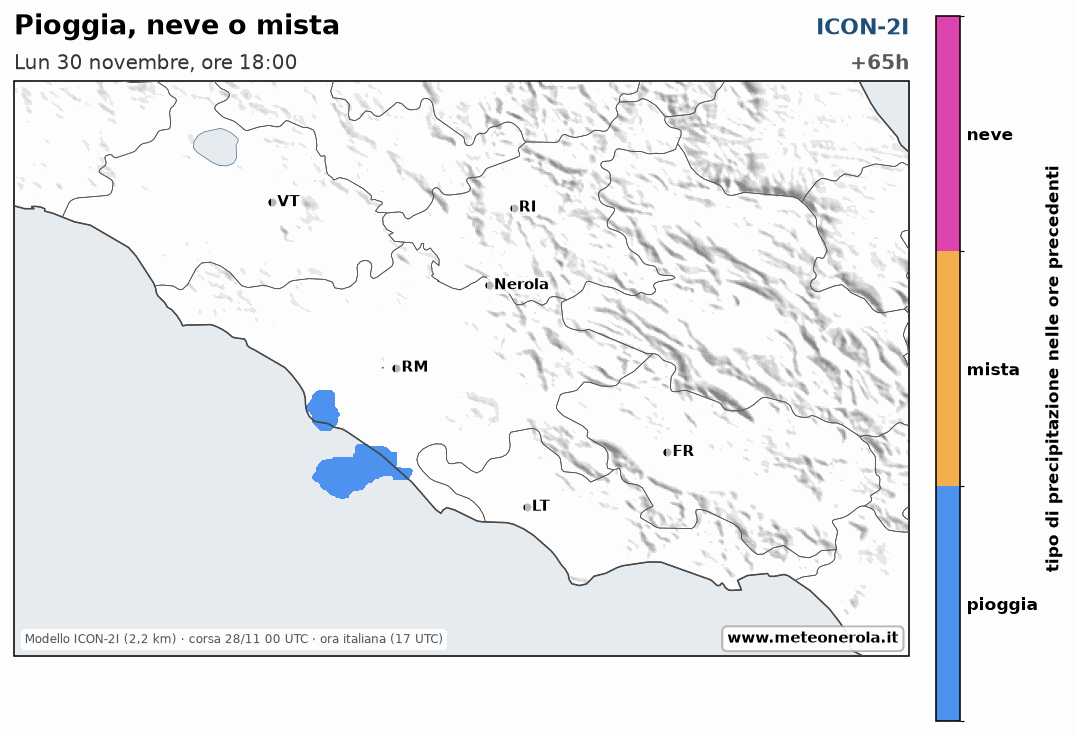 Pioggia, neve o mista
ICON-2I
Lun 30 novembre, ore 18:00
+65h
neve
VT
RI
Nerola
RM
mista
FR
LT
pioggia
tipo di precipitazione nelle ore precedenti
Modello ICON-2I (2,2 km) · corsa 28/11 00 UTC · ora italiana (17 UTC)
www.meteonerola.it